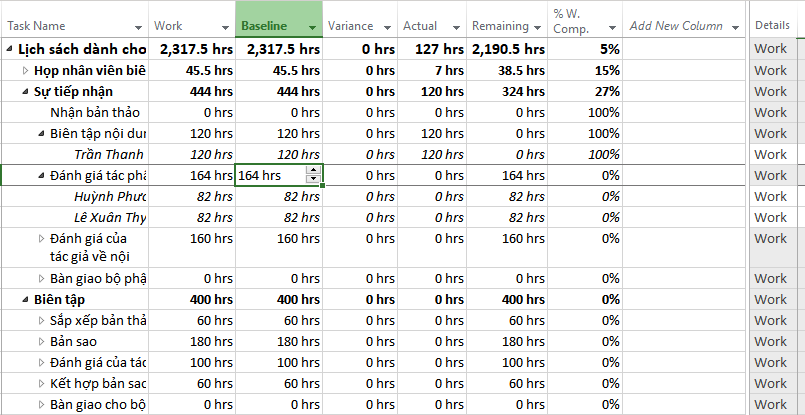 Task Name Work Baseline Variance Actual Remaining % W. Comp. Add New Column Details
Lịch sách dành cho 2,317.5 hrs 2,317.5 hrs 0 hrs 127 hrs 2,190.5 hrs 5% Work
Họp nhân viên biê 45.5 hrs 45.5 hrs 0 hrs 7 hrs 38.5 hrs 15% Work
Sự tiếp nhận 444 hrs 444 hrs 0 hrs 120 hrs 324 hrs 27% Work
Nhận bản thảo 0 hrs 0 hrs 0 hrs 0 hrs 0 hrs 100% Work
Biên tập nội dun 120 hrs 120 hrs 0 hrs 120 hrs 0 hrs 100% Work
Trần Thanh 120 hrs 120 hrs 0 hrs 120 hrs 0 hrs 100% Work
Đánh giá tác phẩ 164 hrs 164 hrs 0 hrs 0 hrs 164 hrs 0% Work
Huỳnh Phươ 82 hrs 82 hrs 0 hrs 0 hrs 82 hrs 0% Work
Lê Xuân Thy 82 hrs 82 hrs 0 hrs 0 hrs 82 hrs 0% Work
Đánh giá của 160 hrs 160 hrs 0 hrs 0 hrs 160 hrs 0% Work
tác giả về nội
Bàn giao bộ phậ 0 hrs 0 hrs 0 hrs 0 hrs 0 hrs 0% Work
Biên tập 400 hrs 400 hrs 0 hrs 0 hrs 400 hrs 0% Work
Sắp xếp bản thả 60 hrs 60 hrs 0 hrs 0 hrs 60 hrs 0% Work
Bản sao 180 hrs 180 hrs 0 hrs 0 hrs 180 hrs 0% Work
Đánh giá của tác 100 hrs 100 hrs 0 hrs 0 hrs 100 hrs 0% Work
Kết hợp bản sac 60 hrs 60 hrs 0 hrs 0 hrs 60 hrs 0% Work
Bàn giao cho bộ 0 hrs 0 hrs 0 hrs 0 hrs 0 hrs 0% Work